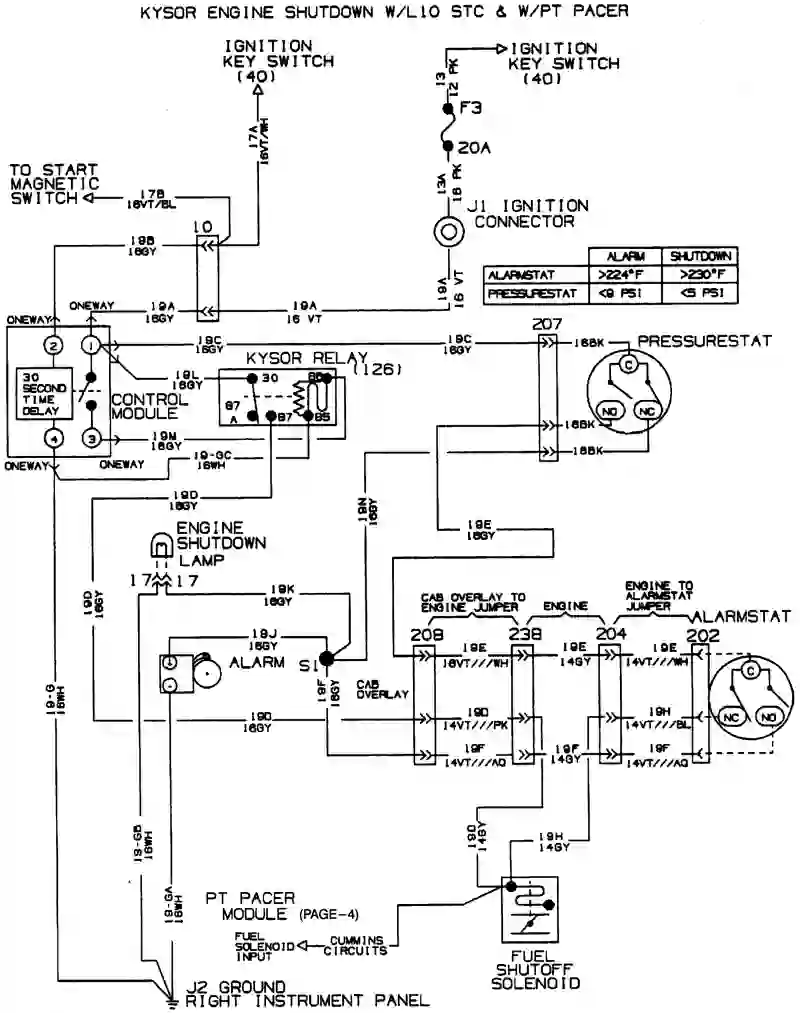 KYSOR ENGINE SHUTDOWN W/L10 STC & W/PT PACER
IGNITION
KEY SWITCH
(40)
IGNITION
KEY SWITCH
(40)
13
12 PK
F3
20A
17A
16VT/WH
13A
16 PK
TO START
MAGNETIC
SWITCH
17B
16VT/BL
J1 IGNITION
CONNECTOR
10
19B
16GY
19A
16 VT
ALARM
SHUTDOWN
ALARMSTAT
>224°F
>230°F
PRESSURESTAT
<9 PSI
<5 PSI
ONEWAY
ONEWAY
19A
16GY
19A
16 VT
207
2
1
19C
16GY
19C
16GY
16BK
PRESSURESTAT
KYSOR RELAY
(126)
C
30
SECOND
TIME
DELAY
CONTROL
MODULE
19L
16GY
30
86
87
A
87
85
NO
NC
4
3
19M
16GY
16BK
ONEWAY
ONEWAY
19-GC
16WH
16BK
19D
16GY
19N
16GY
19E
16GY
ENGINE
SHUTDOWN
LAMP
17
17
19D
16GY
19K
16GY
CAB OVERLAY TO
ENGINE JUMPER
ENGINE
ENGINE TO
ALARMSTAT
JUMPER
ALARMSTAT
209
238
204
202
19J
16GY
ALARM
S1
19E
16VT///WH
19E
14GY
19E
14VT///WH
C
19-G
16WH
19F
16GY
CAB
OVERLAY
19D
16GY
19D
14VT///PK
19H
14VT///BL
NC
NO
19F
14VT///AQ
19F
14GY
19F
14VT///AQ
19-GB
16WH
19D
14GY
19H
14GY
19-GA
16WH
PT PACER
MODULE (PAGE-4)
FUEL
SOLENOID
INPUT
CUMMINS
CIRCUITS
FUEL
SHUTOFF
SOLENOID
J2 GROUND
RIGHT INSTRUMENT PANEL